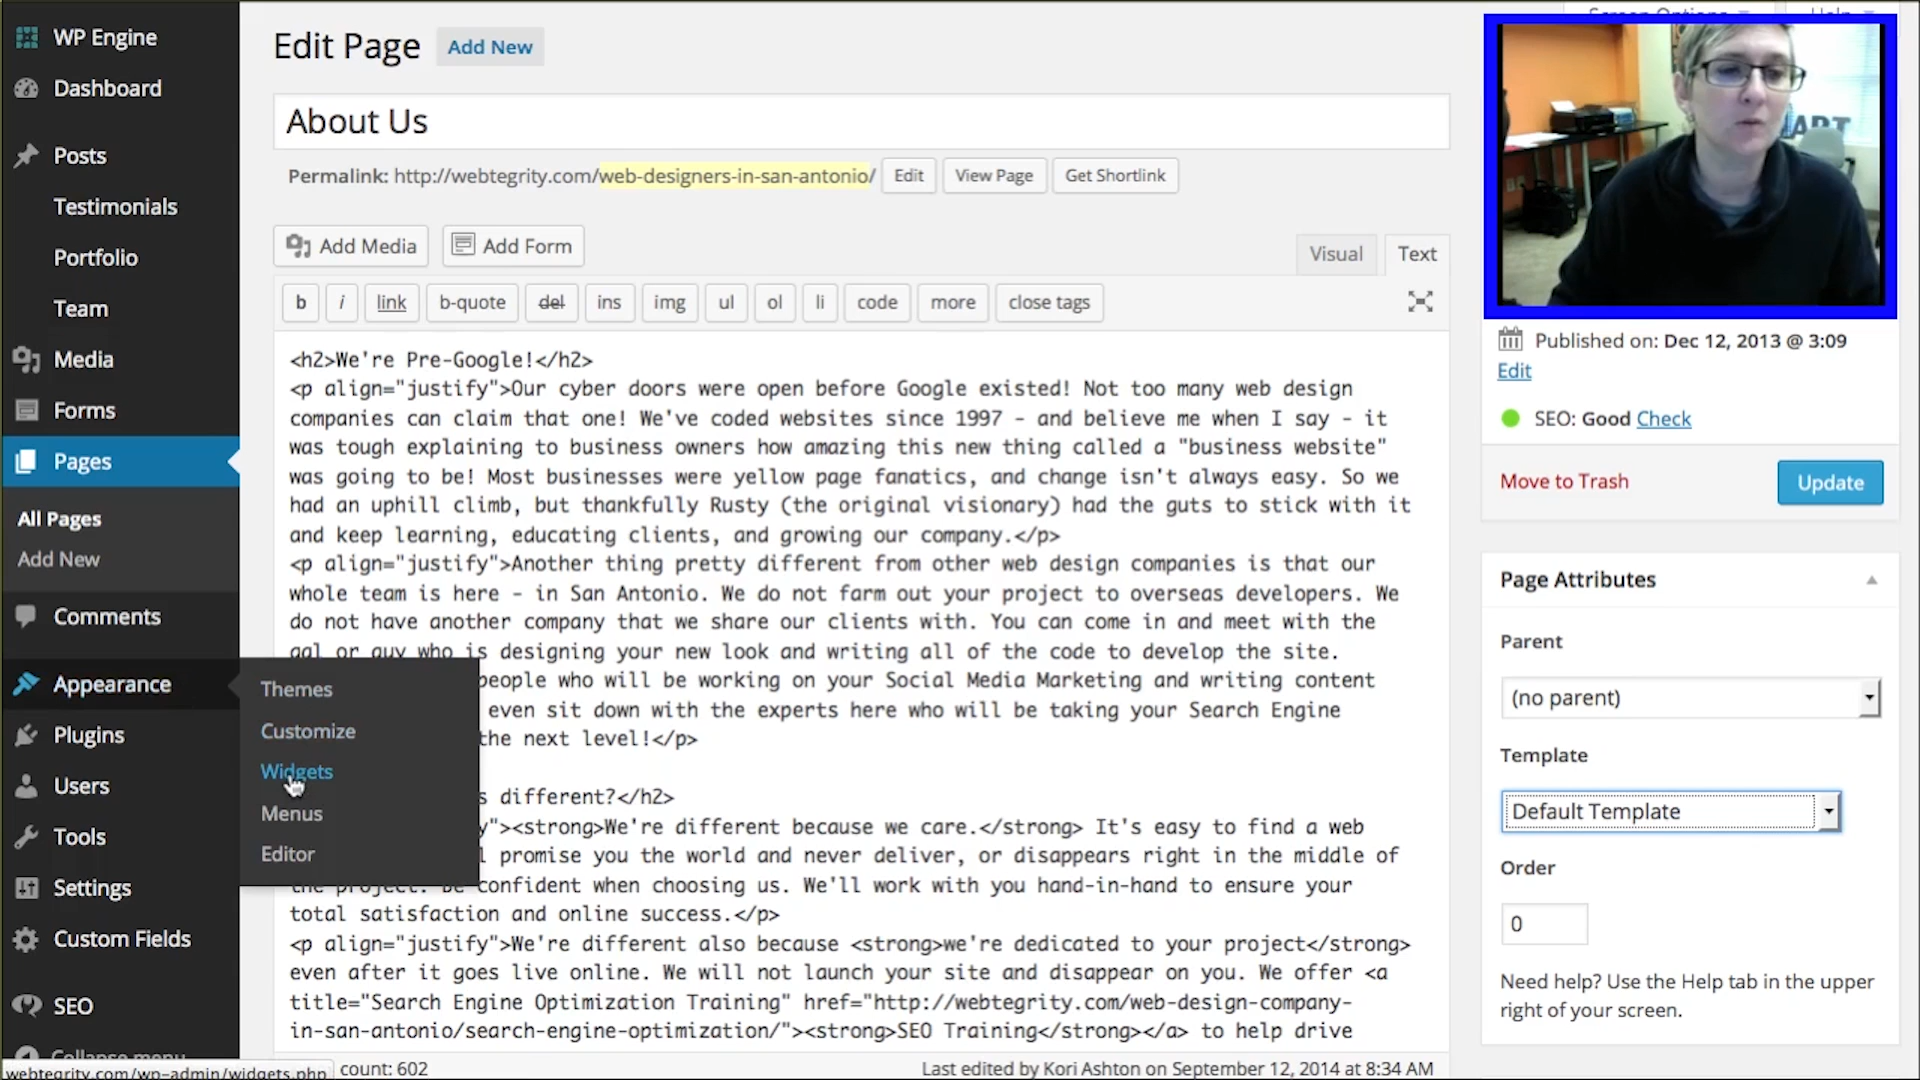 WP Engine
Dashboard
Posts
Testimonials
Portfolio
Team
Media
Forms
Pages
All Pages
Add New
Comments
Appearance
Plugins
Users
Tools
Settings
Custom Fields
SEO
Collapse menu
webtegrity.com/wp-admin/widgets.php
Themes
Customize
Widgets
Menus
Editor
Screen Options
Help
Edit Page
Add New
About Us
Permalink: http://webtegrity.com/web-designers-in-san-antonio/
Edit
View Page
Get Shortlink
Add Media
Add Form
Visual
Text
b
i
link
b-quote
del
ins
img
ul
ol
li
code
more
close tags
<h2>We're Pre-Google!</h2>
<p align="justify">Our cyber doors were open before Google existed! Not too many web design
companies can claim that one! We've coded websites since 1997 - and believe me when I say - it
was tough explaining to business owners how amazing this new thing called a "business website"
was going to be! Most businesses were yellow page fanatics, and change isn't always easy. So we
had an uphill climb, but thankfully Rusty (the original visionary) had the guts to stick with it
and keep learning, educating clients, and growing our company.</p>
<p align="justify">Another thing pretty different from other web design companies is that our
whole team is here - in San Antonio. We do not farm out your project to overseas developers. We
do not have another company that we share our clients with. You can come in and meet with the
gal or guy who is designing your new look and writing all of the code to develop the site.
people who will be working on your Social Media Marketing and writing content
even sit down with the experts here who will be taking your Search Engine
the next level!</p>
s different?</h2>
y"><strong>We're different because we care.</strong> It's easy to find a web
l promise you the world and never deliver, or disappears right in the middle of
the project. Be confident when choosing us. We'll work with you hand-in-hand to ensure your
total satisfaction and online success.</p>
<p align="justify">We're different also because <strong>we're dedicated to your project</strong>
even after it goes live online. We will not launch your site and disappear on you. We offer <a
title="Search Engine Optimization Training" href="http://webtegrity.com/web-design-company-
in-san-antonio/search-engine-optimization/"><strong>SEO Training</strong></a> to help drive
count: 602
Last edited by Kori Ashton on September 12, 2014 at 8:34 AM
Published on: Dec 12, 2013 @ 3:09
Edit
SEO: Good Check
Move to Trash
Update
Page Attributes
Parent
(no parent)
Template
Default Template
Order
0
Need help? Use the Help tab in the upper
right of your screen.